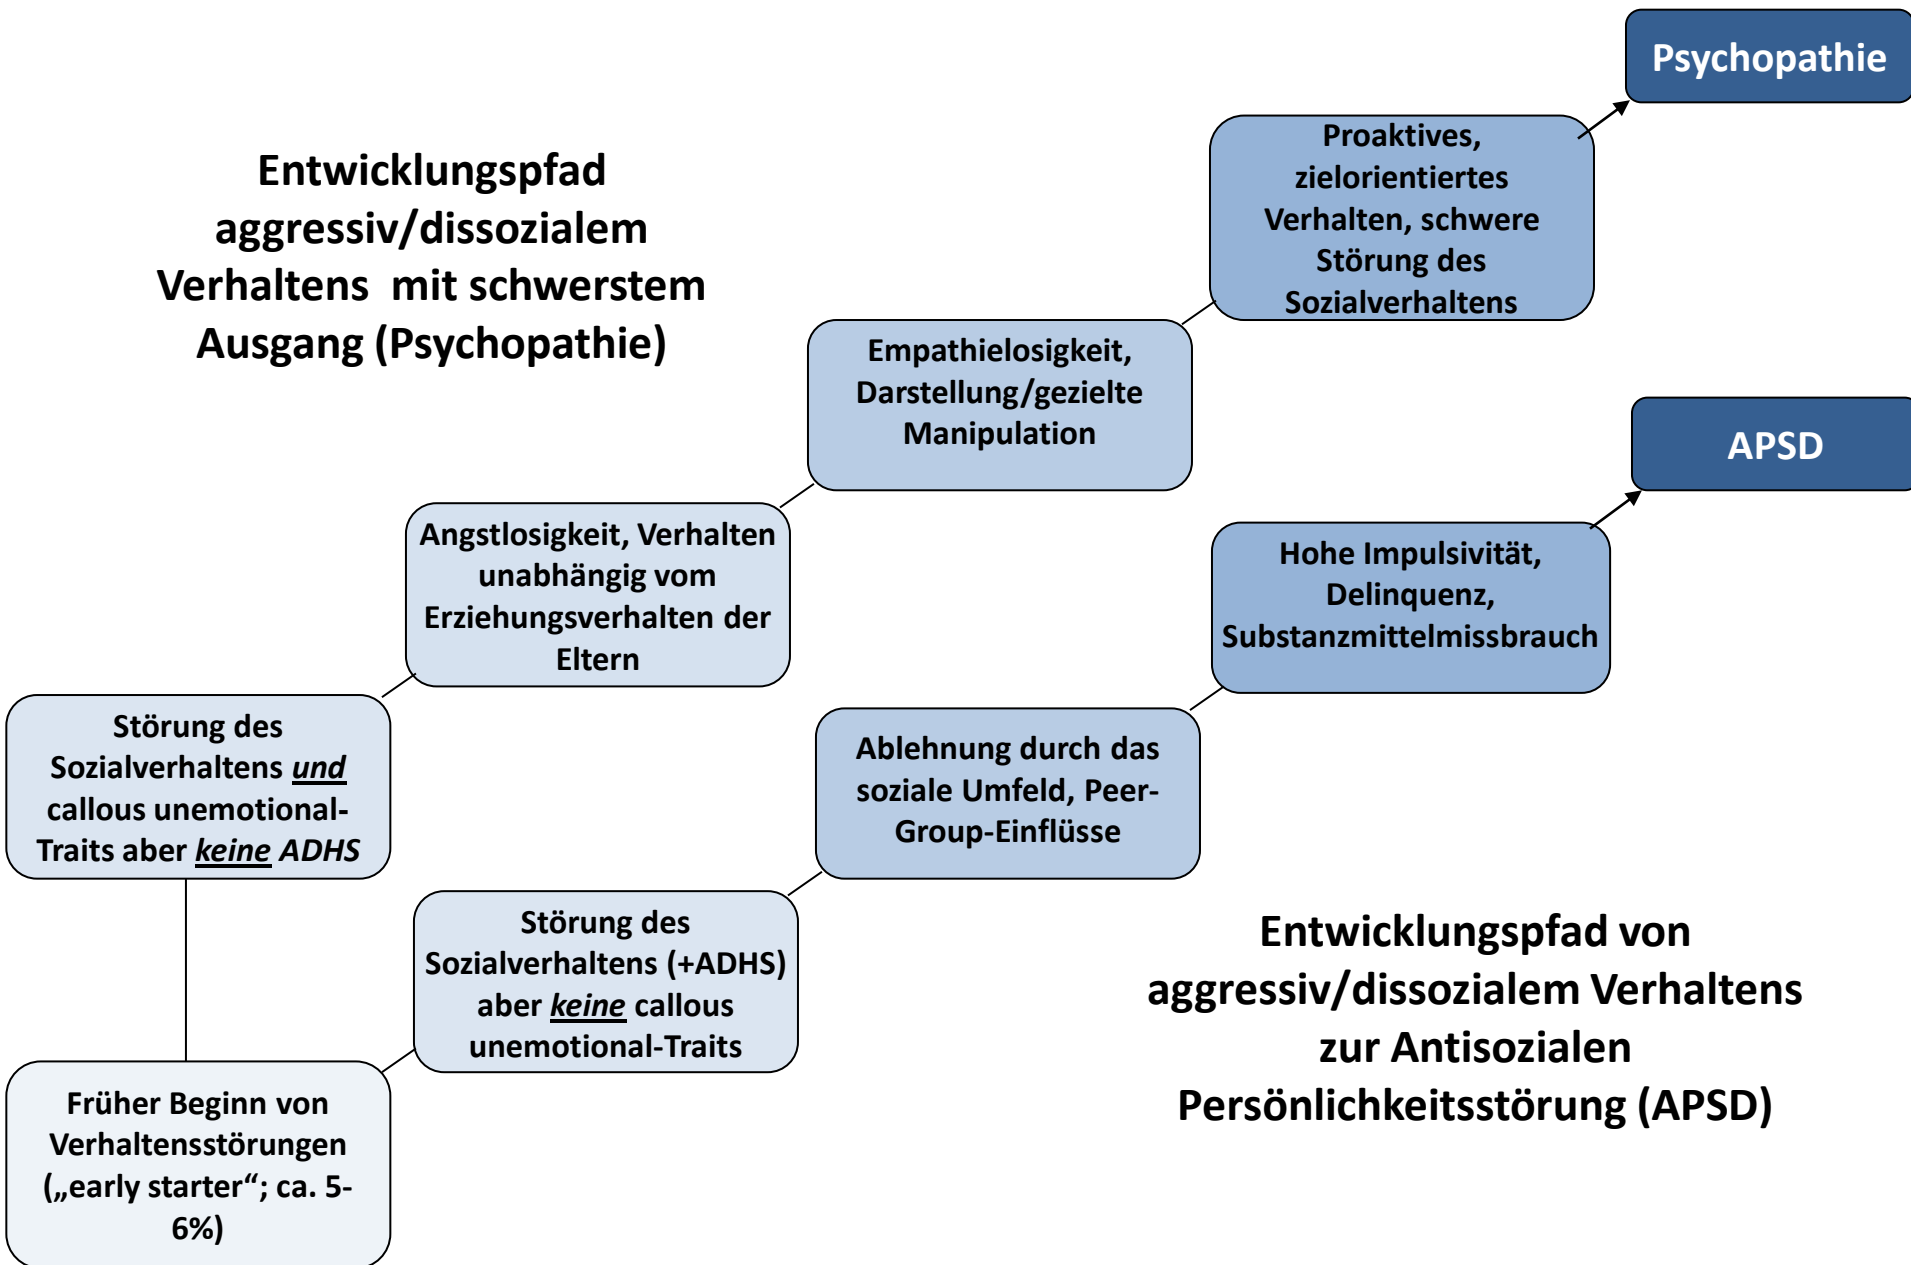 Psychopathie
Proaktives,
zielorientiertes
Verhalten, schwere
Störung des
Sozialverhaltens
Entwicklungspfad
aggressiv/dissozialem
Verhaltens  mit schwerstem
Ausgang (Psychopathie)
Empathielosigkeit,
Darstellung/gezielte
Manipulation
APSD
Angstlosigkeit, Verhalten
unabhängig vom
Erziehungsverhalten der
Eltern
Hohe Impulsivität,
Delinquenz,
Substanzmittelmissbrauch
Störung des
Sozialverhaltens und
callous unemotional-
Traits aber keine ADHS
Ablehnung durch das
soziale Umfeld, Peer-
Group-Einflüsse
Störung des
Sozialverhaltens (+ADHS)
aber keine callous
unemotional-Traits
Entwicklungspfad von
aggressiv/dissozialem Verhaltens
zur Antisozialen
Persönlichkeitsstörung (APSD)
Früher Beginn von
Verhaltensstörungen
(„early starter“; ca. 5-
6%)